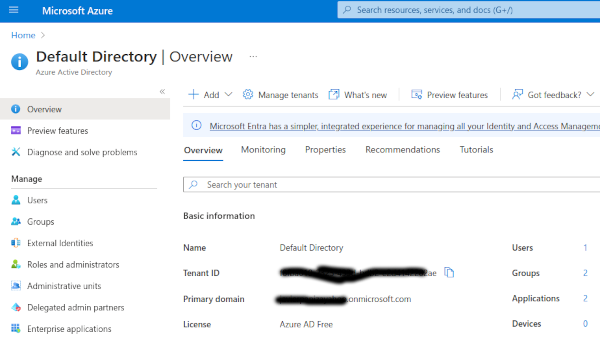 Microsoft Azure
Search resources, services, and docs (G+/)
Home
Default Directory | Overview ...
Azure Active Directory
Overview
Preview features
Diagnose and solve problems
Manage
Users
Groups
External Identities
Roles and administrators
Administrative units
Delegated admin partners
Enterprise applications
Add
Manage tenants
What's new
Preview features
Got feedback?
Microsoft Entra has a simpler, integrated experience for managing all your Identity and Access Manageme
Overview Monitoring Properties Recommendations Tutorials
Search your tenant
Basic information
Name Default Directory Users 1
Tenant ID Groups 2
Primary domain onmicrosoft.com Applications 2
License Azure AD Free Devices 0